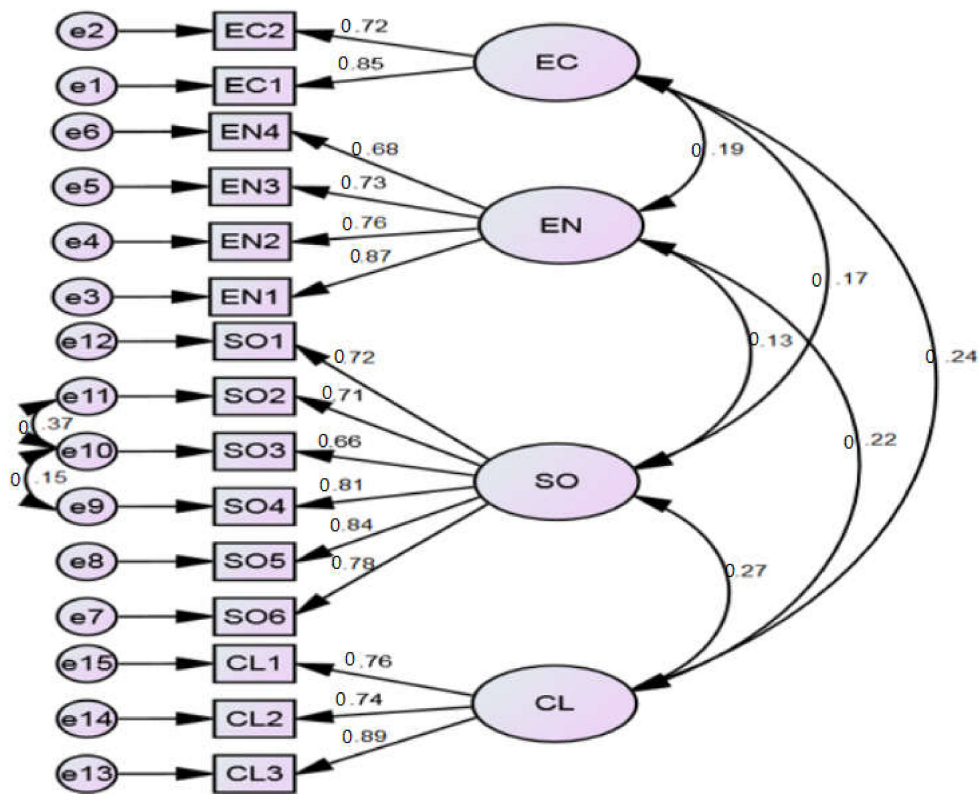 e2 EC2 0.72 EC
e1 EC1 0.85
e6 EN4 0.68 0.19
e5 EN3 0.73
e4 EN2 0.76 EN
e3 EN1 0.87 0.17
e12 SO1 0.72 0.13 0.24
e11 SO2 0.71
0.37
e10 SO3 0.66 0.22
0.15
e9 SO4 0.81 SO
e8 SO5 0.84
e7 SO6 0.78 0.27
e15 CL1 0.76
e14 CL2 0.74 CL
e13 CL3 0.89